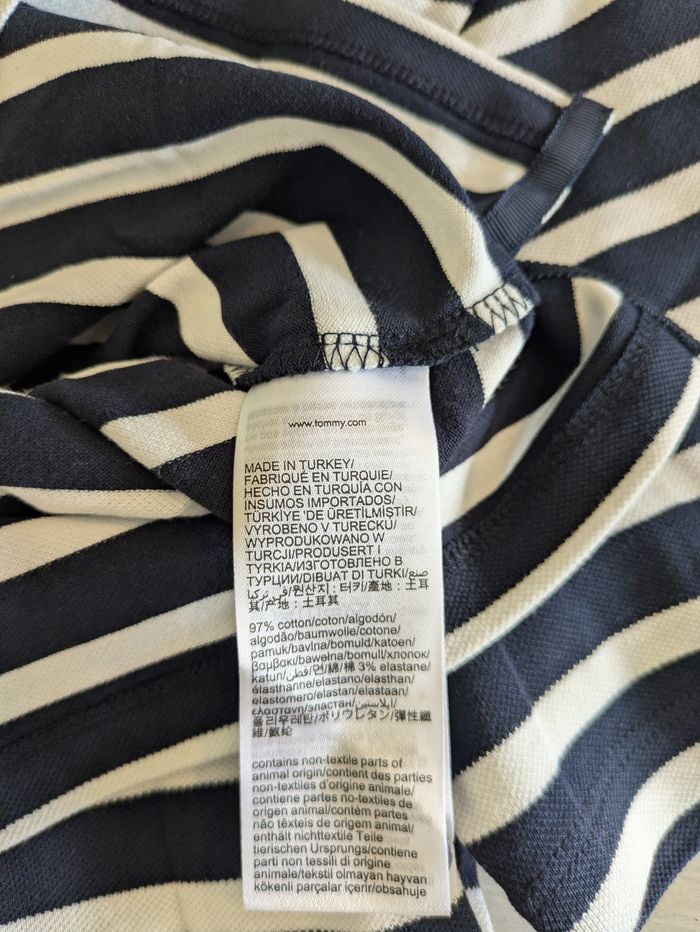 www.tommy.com
MADE IN TURKEY/
FABRIQUÉ EN TURQUIE/
HECHO EN TURQUÍA CON
INSUMOS IMPORTADOS/
TÜRKİYE 'DE ÜRETİLMİŞTİR/
VYROBENO V TURECKU/
WYPRODUKOWANO W
TURCJI/PRODUSERT I
TYRKIA/ИЗГОТОВЛЕНО В
ТУРЦИИ/DIBUAT DI TURKI/صنع
في تركيا/원산지 : 터키/產地 : 土耳
其/产地 : 土耳其
97% cotton/coton/algodón/
algodão/baumwolle/cotone/
pamuk/bavlna/bomuld/katoen/
βαμβακι/bawełna/bomull/хлопок/
katun/قطن/면/綿/棉 3% elastane/
élasthanne/elastano/elasthan/
elastomero/elastan/elastaan/
ελαστανη/эластан/ايلاستين/
폴리우레탄/ポリウレタン/彈性纖
維/氨纶
contains non-textile parts of
animal origin/contient des parties
non-textiles d'origine animale/
contiene partes no-textiles de
origen animal/contém partes
não têxteis de origem animal/
enthält nichttextile Teile
tierischen Ursprungs/contiene
parti non tessili di origine
animale/tekstil olmayan hayvan
kökenli parçalar içerir/obsahuje